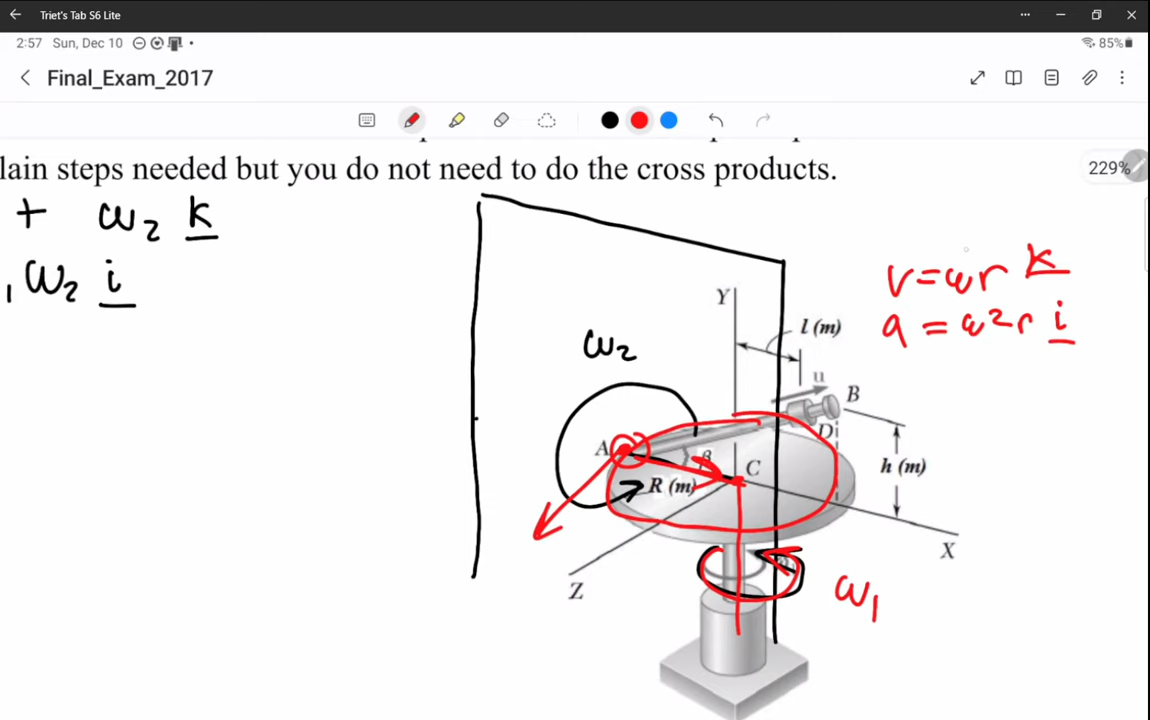 Triet's Tab S6 Lite
2:57 Sun, Dec 10 85%
Final_Exam_2017
lain steps needed but you do not need to do the cross products.
229%
+ ω₂ k
₁ω₂ i
v=ωr k
a = ω²r i
Y
l (m)
ω₂
u
B
A
D
β
C
h (m)
R (m)
X
Z
ω₁